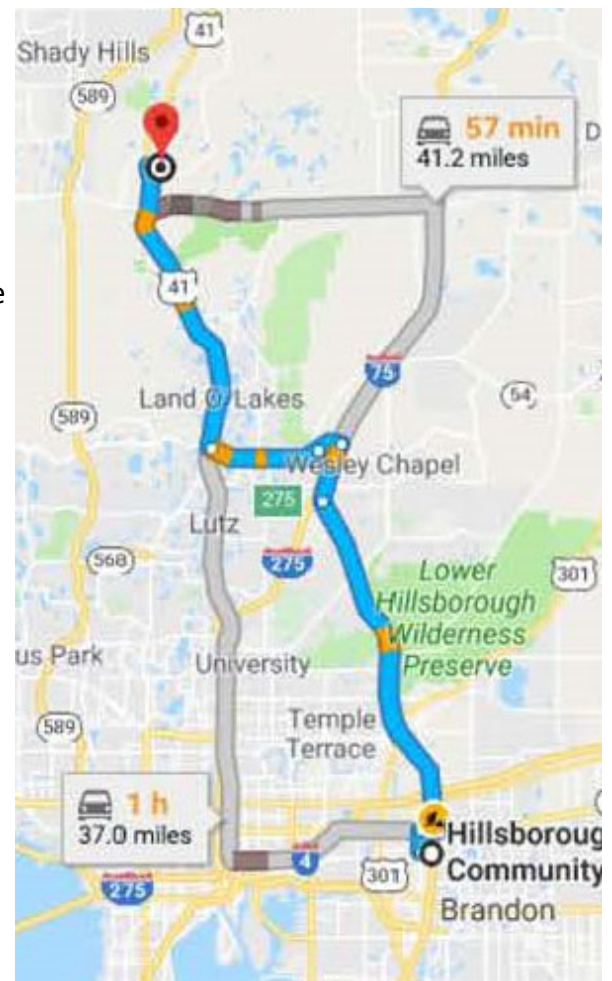 41
Shady Hills
589
57 min
41.2 miles
D
e
41
75
Land O' Lakes
54
589
Wesley Chapel
275
Lutz
275
568
Lower
Hillsborough
Wilderness
Preserve
301
us Park
University
589
Temple
Terrace
1 h
37.0 miles
4
Hillsboroug
Community
301
275
Brandon